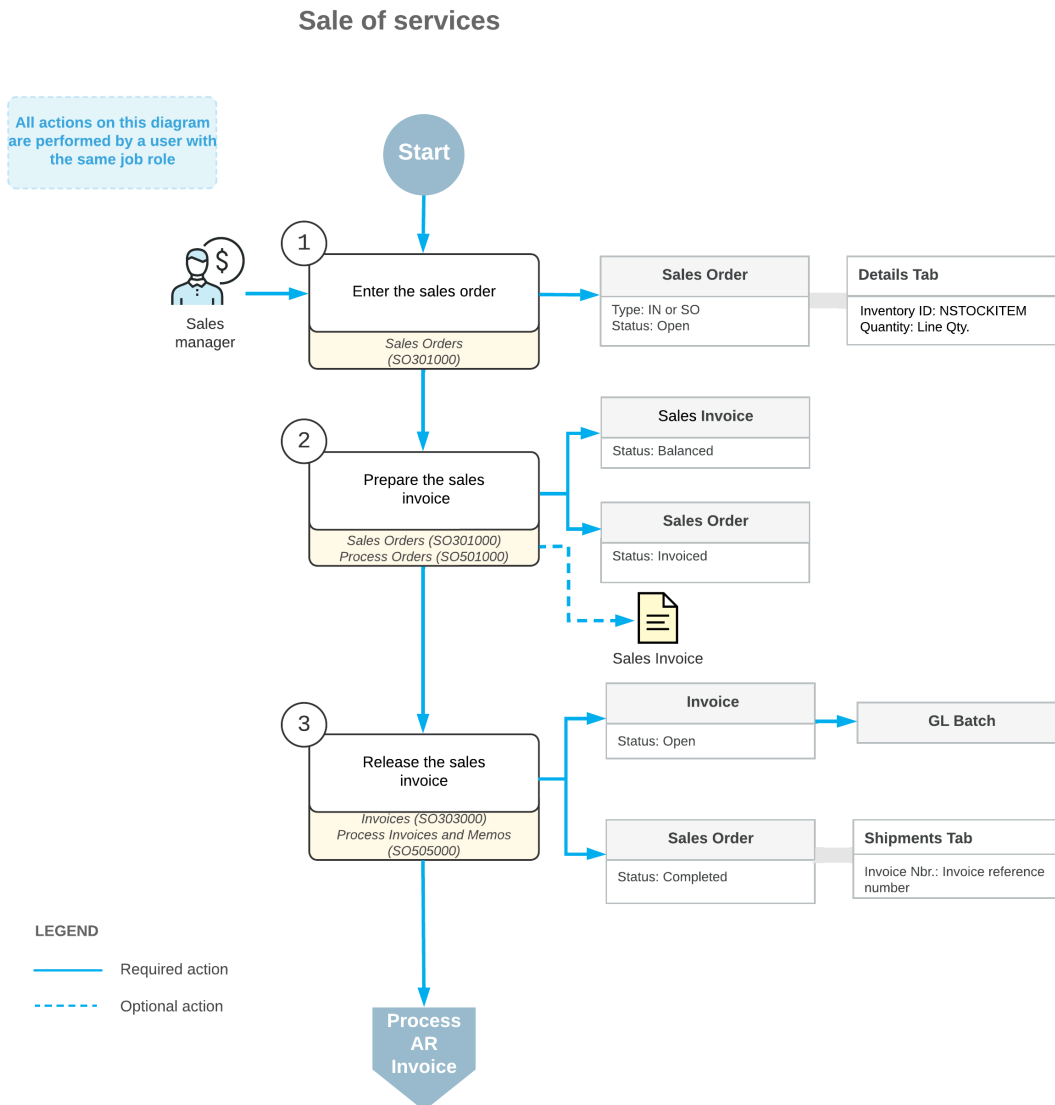 Sale of services
All actions on this diagram
are performed by a user with
the same job role
Start
1
Enter the sales order
Sales Orders
(SO301000)
Sales
manager
Sales Order
Type: IN or SO
Status: Open
Details Tab
Inventory ID: NSTOCKITEM
Quantity: Line Qty.
2
Prepare the sales
invoice
Sales Orders (SO301000)
Process Orders (SO501000)
Sales Invoice
Status: Balanced
Sales Order
Status: Invoiced
Sales Invoice
3
Release the sales
invoice
Invoices (SO303000)
Process Invoices and Memos
(SO505000)
Invoice
Status: Open
GL Batch
Sales Order
Status: Completed
Shipments Tab
Invoice Nbr.: Invoice reference
number
LEGEND
Required action
Optional action
Process
AR
Invoice